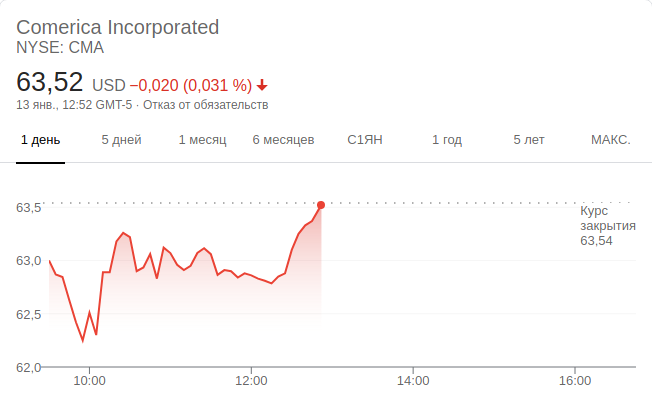 Comerica Incorporated
NYSE: CMA
63,52 USD −0,020 (0,031 %)
13 янв., 12:52 GMT-5 · Отказ от обязательств
1 день 5 дней 1 месяц 6 месяцев С1ЯН 1 год 5 лет МАКС.
63,5
Курс
закрытия
63,54
63,0
62,5
62,0
10:00 12:00 14:00 16:00